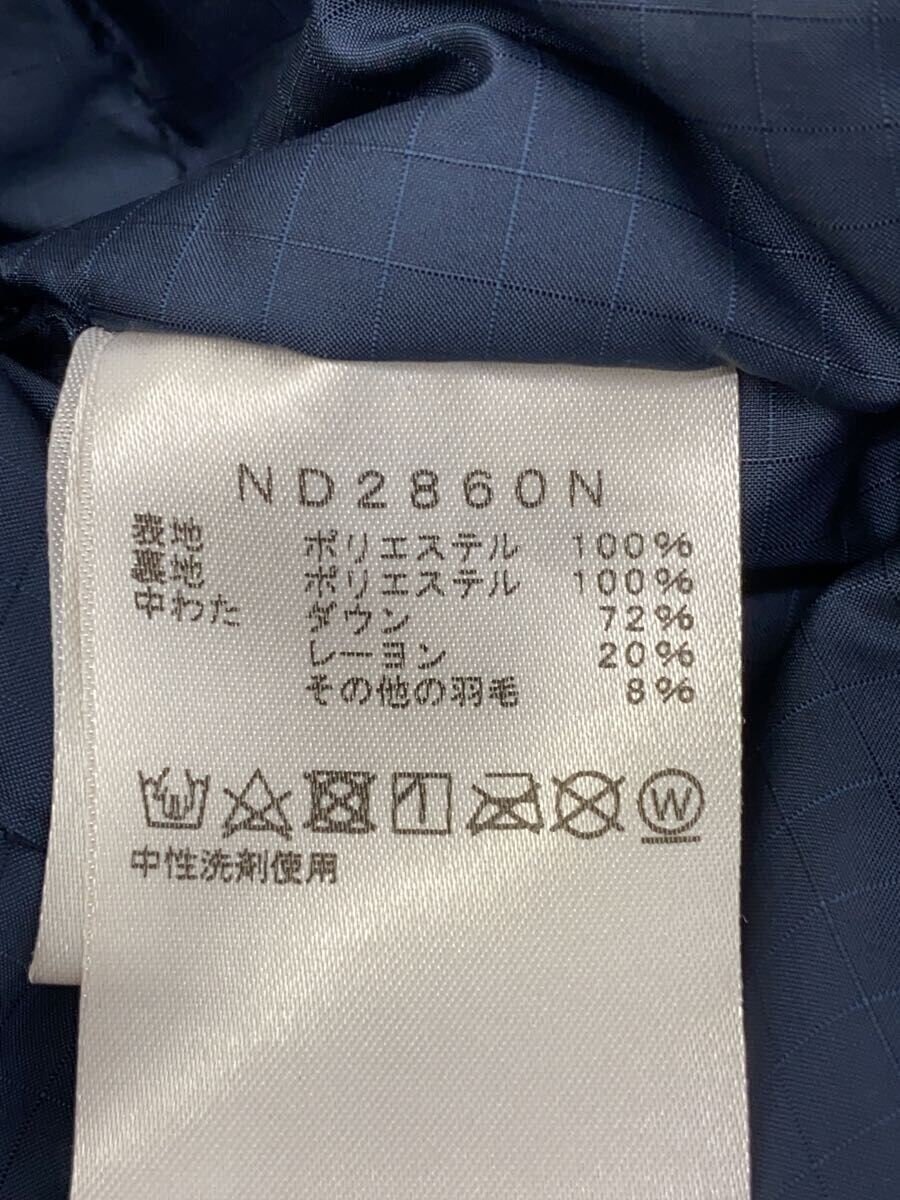 ND2860N
表地 ポリエステル 100%
裏地 ポリエステル 100%
中わた ダウン 72%
レーヨン 20%
その他の羽毛 8%
W
中性洗剤使用